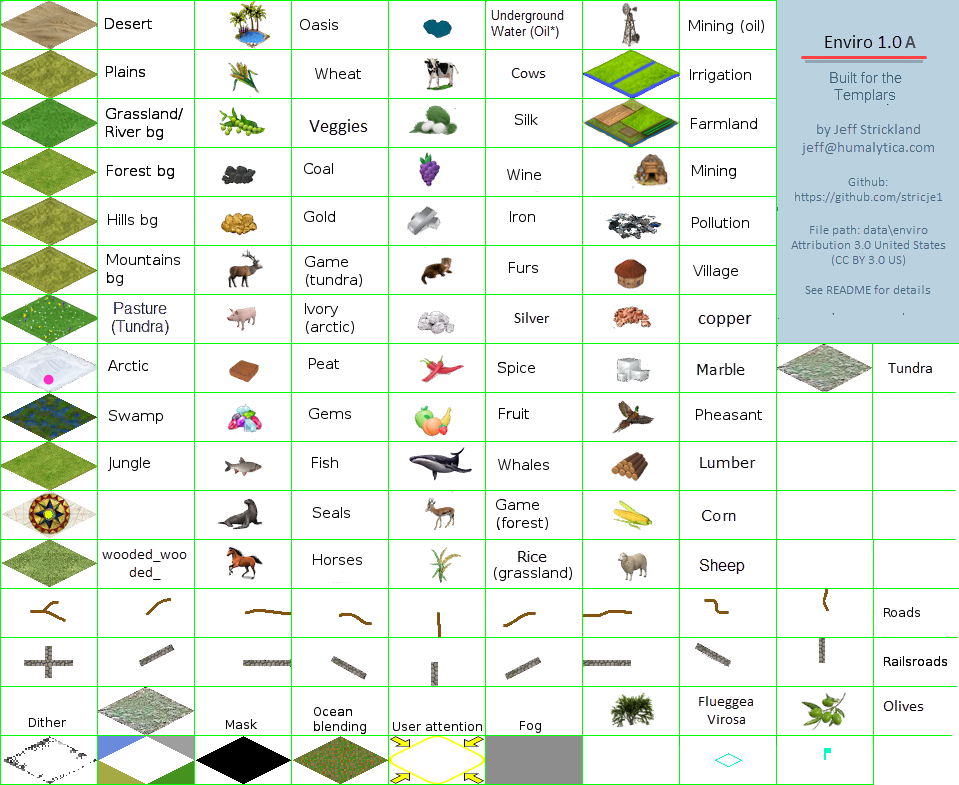 Desert
Oasis
Underground
Water (Oil*)
Mining (oil)
Enviro 1.0 A
Plains
Wheat
Cows
Irrigation
Built for the
Templars
Grassland/
River bg
Veggies
Silk
Farmland
by Jeff Strickland
jeff@humalytica.com
Forest bg
Coal
Wine
Mining
Github:
https://github.com/stricje1
Hills bg
Gold
Iron
Pollution
File path: data\enviro
Attribution 3.0 United States
(CC BY 3.0 US)
Mountains
bg
Game
(tundra)
Furs
Village
See README for details
Pasture
(Tundra)
Ivory
(arctic)
Silver
copper
Arctic
Peat
Spice
Marble
Tundra
Swamp
Gems
Fruit
Pheasant
Jungle
Fish
Whales
Lumber
Seals
Game
(forest)
Corn
wooded_woo
ded_
Horses
Rice
(grassland)
Sheep
Roads
Railsroads
Dither
Mask
Ocean
blending
User attention
Fog
Flueggea
Virosa
Olives